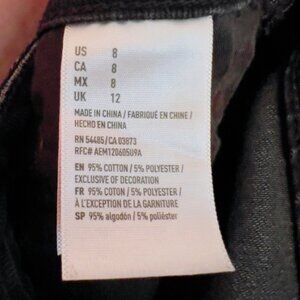 US 8
CA 8
MX 8
UK 12
MADE IN CHINA / FABRIQUÉ EN CHINE /
HECHO EN CHINA
RN 54485/CA 03873
RFC# AEM120605U9A
EN 95% COTTON / 5% POLYESTER /
EXCLUSIVE OF DECORATION
FR 95% COTON / 5% POLYESTER /
À L'EXCEPTION DE LA GARNITURE
SP 95% algodón / 5% poliéster